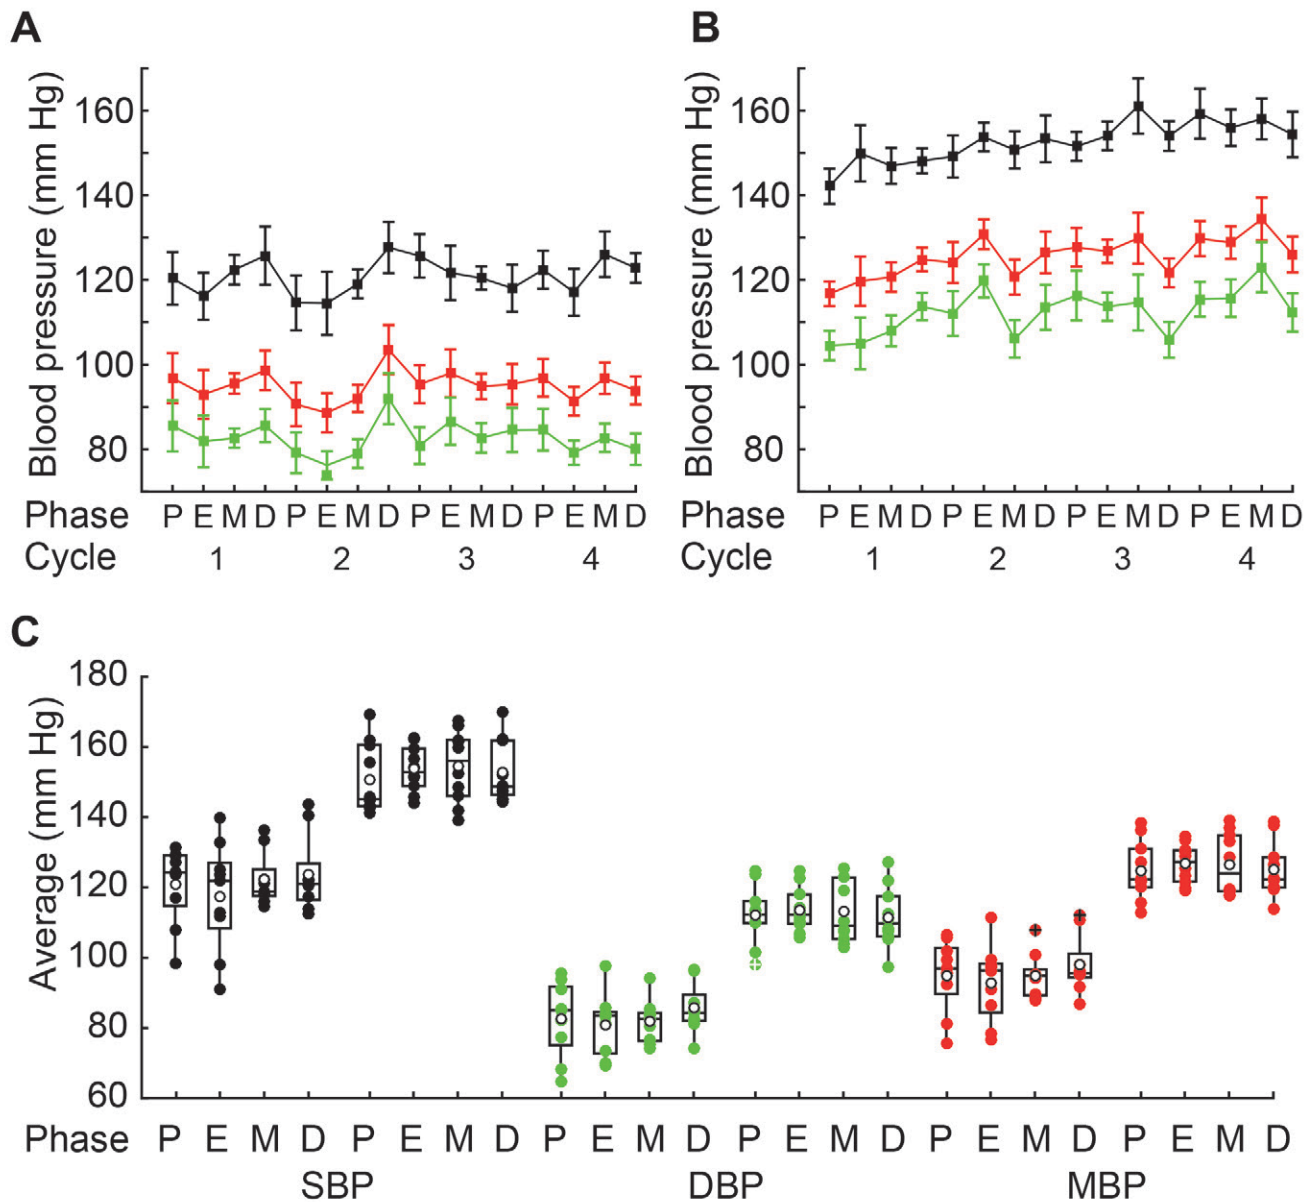 A
Blood pressure (mm Hg)
160
140
120
100
80
Phase P E M D P E M D P E M D P E M D
Cycle 1 2 3 4
B
Blood pressure (mm Hg)
160
140
120
100
80
Phase P E M D P E M D P E M D P E M D
Cycle 1 2 3 4
C
Average (mm Hg)
180
160
140
120
100
80
60
Phase P E M D P E M D P E M D P E M D P E M D P E M D
SBP DBP MBP